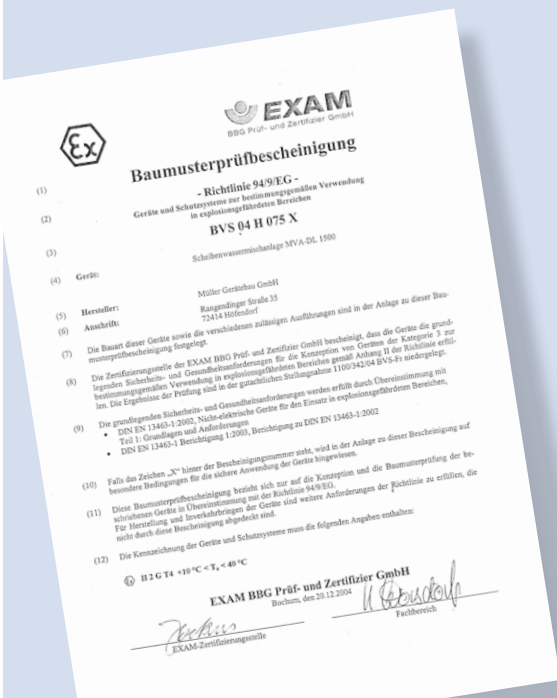 Ex
EXAM
BBG Prüf- und Zertifizier GmbH
Baumusterprüfbescheinigung
(1)
- Richtlinie 94/9/EG -
Geräte und Schutzsysteme zur bestimmungsgemäßen Verwendung
in explosionsgefährdeten Bereichen
(2)
BVS 04 H 075 X
(3)
Scheibenwassermischanlage MVA-DL 1500
(4) Gerät:
Müller Gerätebau GmbH
(5) Hersteller:
Rangendinger Straße 35
72414 Höfendorf
(6) Anschrift:
(7) Die Bauart dieser Geräte sowie die verschiedenen zulässigen Ausführungen sind in der Anlage zu dieser Bau-
musterprüfbescheinigung festgelegt.
(8) Die Zertifizierungsstelle der EXAM BBG Prüf- und Zertifizier GmbH bescheinigt, dass die Geräte die grund-
legenden Sicherheits- und Gesundheitsanforderungen für die Konzeption von Geräten der Kategorie 3 zur
bestimmungsgemäßen Verwendung in explosionsgefährdeten Bereichen gemäß Anhang II der Richtlinie erfül-
len. Die Ergebnisse der Prüfung sind in der gutachtlichen Stellungnahme 1100/342/04 BVS-Fr niedergelegt.
(9) Die grundlegenden Sicherheits- und Gesundheitsanforderungen werden erfüllt durch Übereinstimmung mit
• DIN EN 13463-1:2002, Nicht-elektrische Geräte für den Einsatz in explosionsgefährdeten Bereichen,
Teil 1: Grundlagen und Anforderungen
• DIN EN 13463-1 Berichtigung 1:2003, Berichtigung zu DIN EN 13463-1:2002
(10) Falls das Zeichen „X“ hinter der Bescheinigungsnummer steht, wird in der Anlage zu dieser Bescheinigung auf
besondere Bedingungen für die sichere Anwendung der Geräte hingewiesen.
(11) Diese Baumusterprüfbescheinigung bezieht sich nur auf die Konzeption und die Baumusterprüfung der be-
schriebenen Geräte in Übereinstimmung mit der Richtlinie 94/9/EG.
Für Herstellung und Inverkehrbringen der Geräte sind weitere Anforderungen der Richtlinie zu erfüllen, die
nicht durch diese Bescheinigung abgedeckt sind.
(12) Die Kennzeichnung der Geräte und Schutzsysteme muss die folgenden Angaben enthalten:
Ex II 2 G T4 +10 °C < Tₐ < 40 °C
EXAM BBG Prüf- und Zertifizier GmbH
Bochum, den 20.12.2004
EXAM-Zertifizierungsstelle
Fachbereich